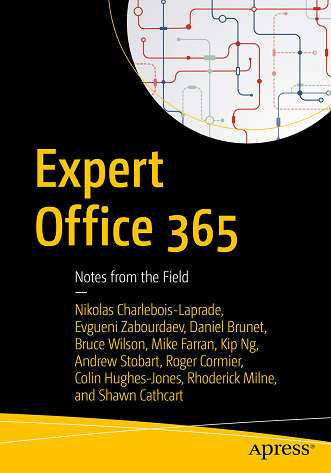 Expert
Office 365
Notes from the Field
Nikolas Charlebois-Laprade,
Evgueni Zabourdaev, Daniel Brunet,
Bruce Wilson, Mike Farran, Kip Ng,
Andrew Stobart, Roger Cormier,
Colin Hughes-Jones, Rhoderick Milne,
and Shawn Cathcart
Apress®